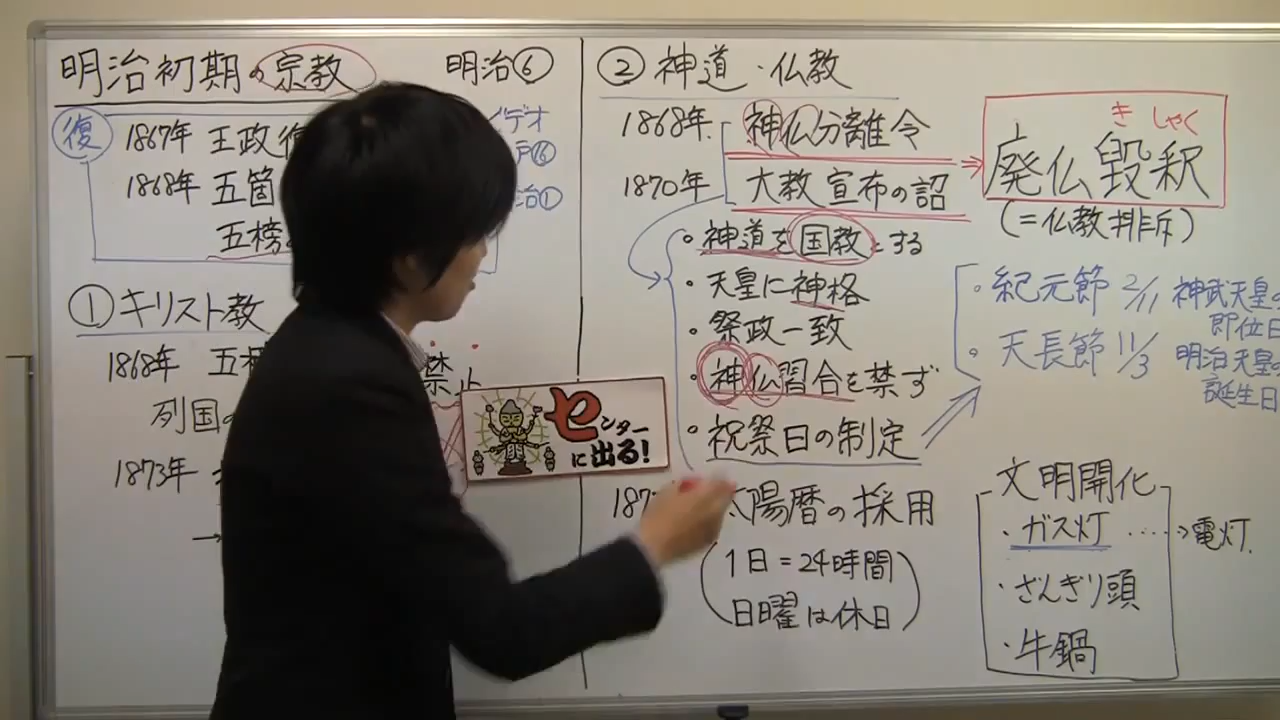 明治初期の宗教
明治⑥
復
1867年 王政復
1868年 五箇
五榜
デオ
⑯
治①
①キリスト教
1868年 五榜
禁止
列国の
1873年
→
センターに出る!
②神道・仏教
1868年 神仏分離令
1870年 大教宣布の詔
→ 廃仏毀釈
き しゃく
(=仏教排斥)
・神道を国教とする
・天皇に神格
・祭政一致
・神仏習合を禁ず
・祝祭日の制定
・紀元節 2/11 神武天皇の
即位日
・天長節 11/3 明治天皇の
誕生日
187 太陽暦の採用
(1日=24時間
日曜は休日)
文明開化
・ガス灯 ‥‥→電灯
・ざんぎり頭
・牛鍋